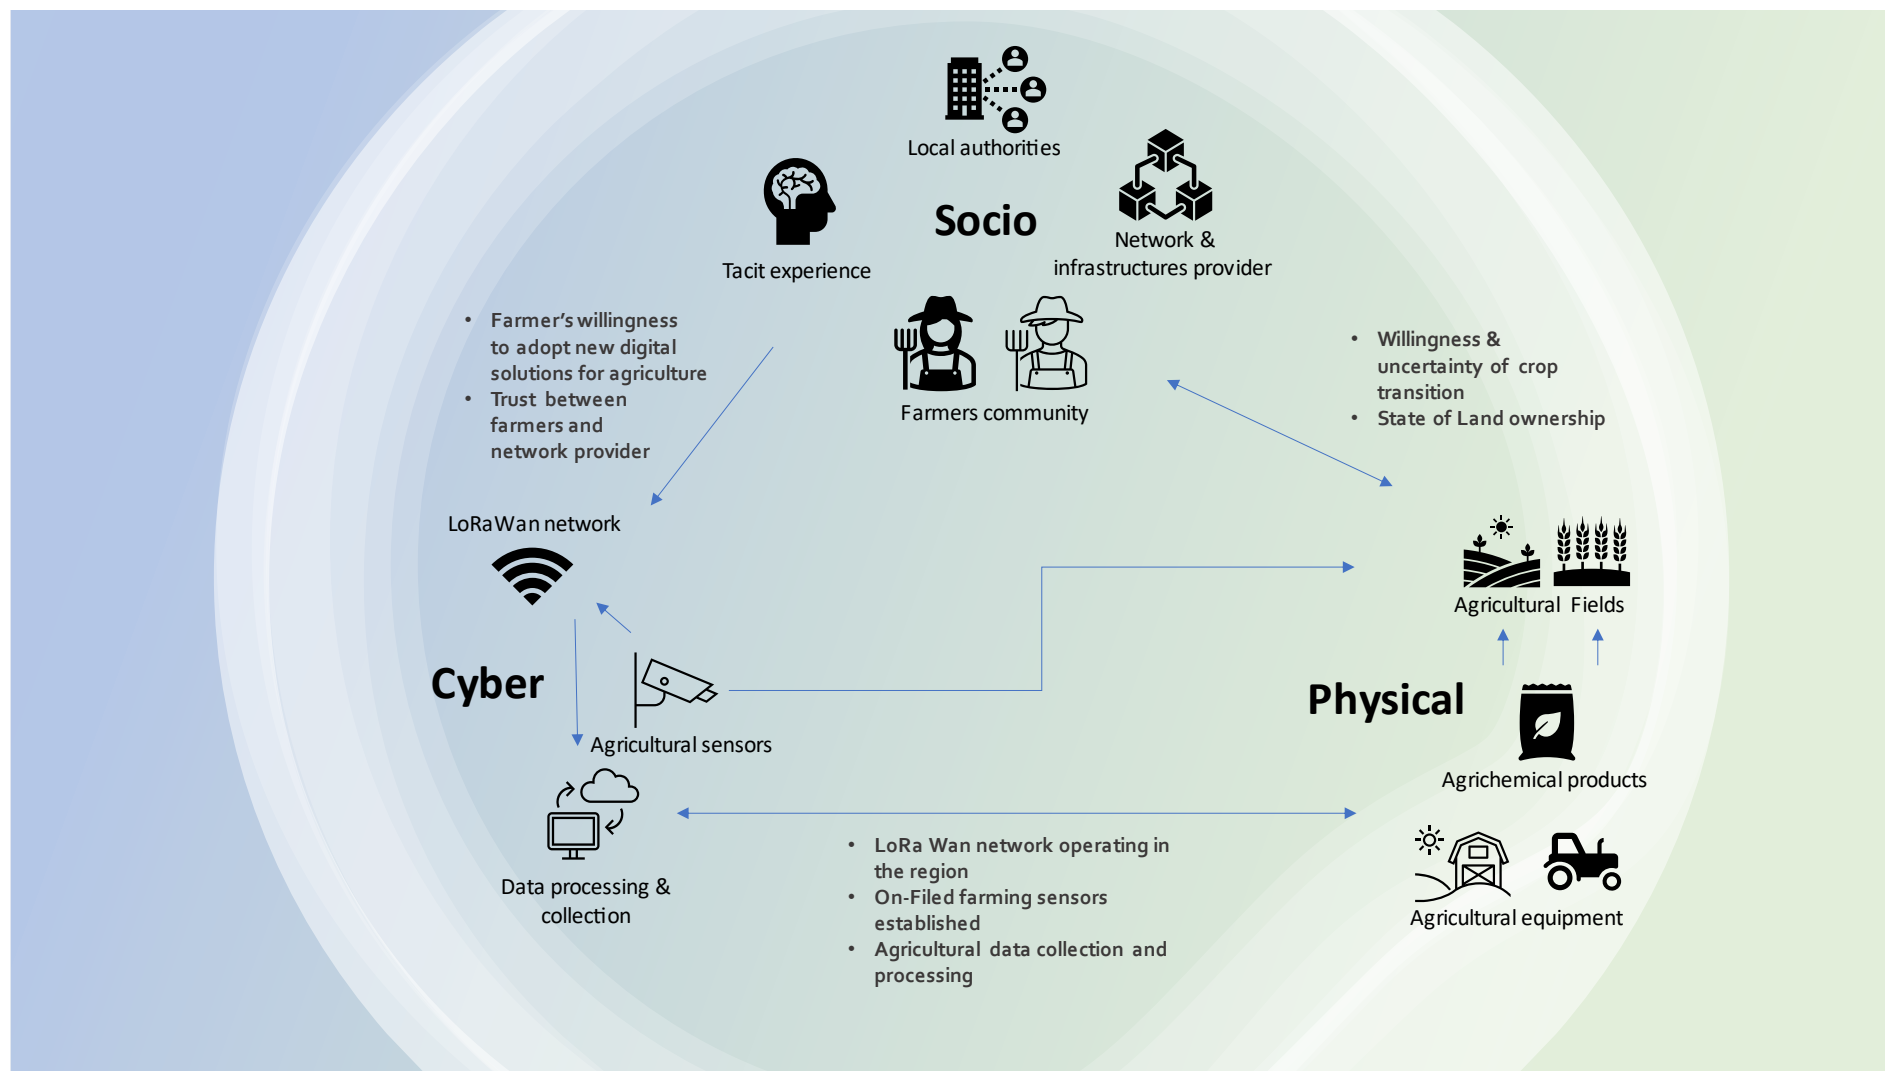 Local authorities
Socio
Tacit experience
Network &
infrastructures provider
Farmers community
• Farmer’s willingness
to adopt new digital
solutions for agriculture
• Trust between
farmers and
network provider
• Willingness &
uncertainty of crop
transition
• State of Land ownership
LoRaWan network
Cyber
Agricultural sensors
Data processing &
collection
Agricultural Fields
Physical
Agrichemical products
Agricultural equipment
• LoRa Wan network operating in
the region
• On-Filed farming sensors
established
• Agricultural data collection and
processing